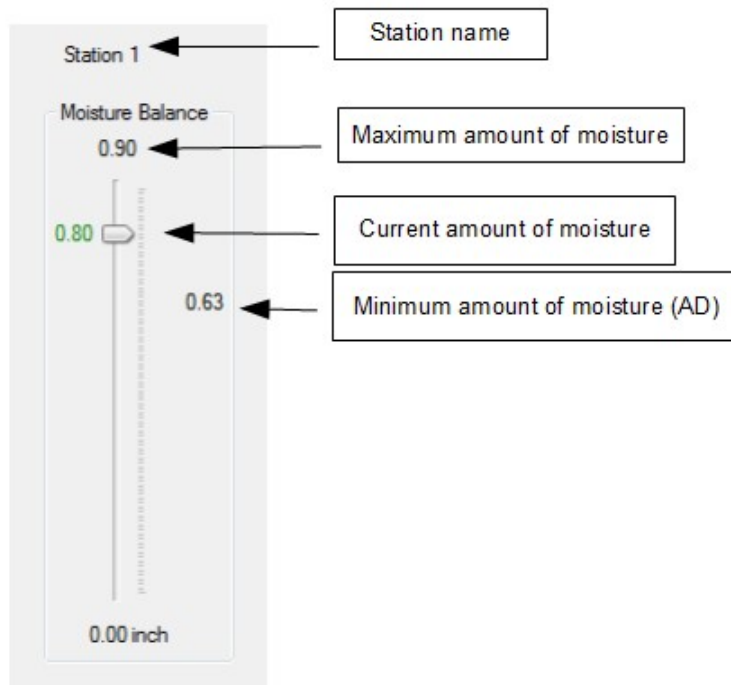 Station 1
Station name
Moisture Balance
0.90
Maximum amount of moisture
0.80
Current amount of moisture
0.63
Minimum amount of moisture (AD)
0.00 inch